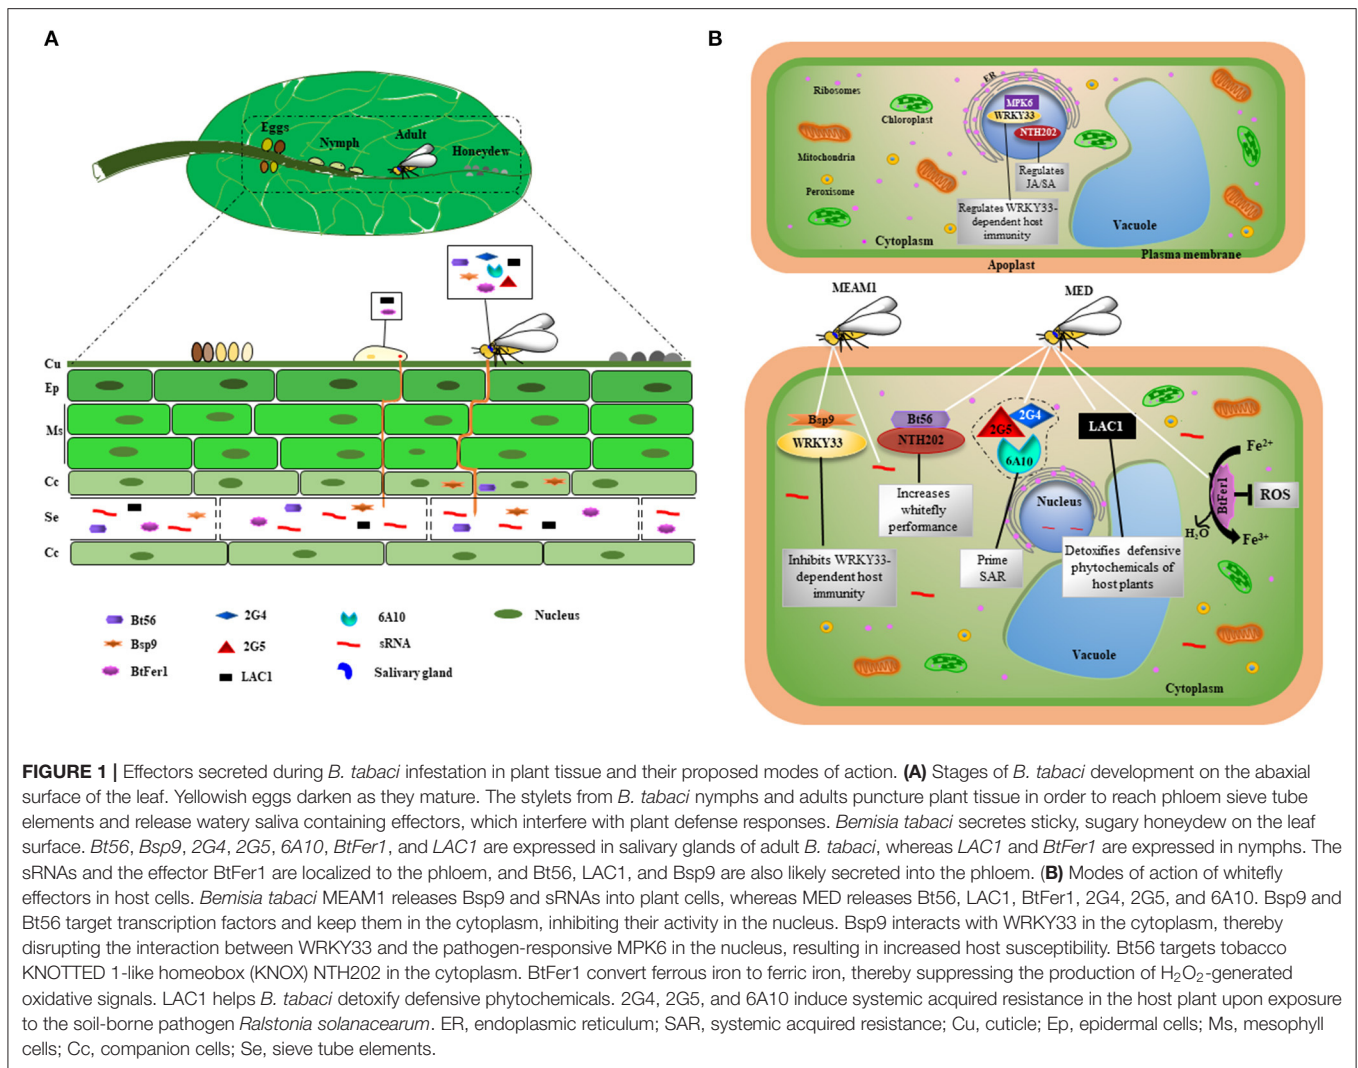 A
Eggs
Nymph
Adult
Honeydew
Cu
Ep
Ms
Cc
Se
Cc
Bt56
2G4
6A10
Nucleus
Bsp9
2G5
sRNA
BtFer1
LAC1
Salivary gland
B
Ribosomes
ER
MPK6
WRKY33
NTH202
Chloroplast
Mitochondria
Regulates
JA/SA
Peroxisome
Regulates WRKY33-
dependent host
immunity
Vacuole
Cytoplasm
Plasma membrane
Apoplast
MEAM1
MED
Bsp9
WRKY33
Bt56
NTH202
2G4
2G5
6A10
LAC1
Fe2+
BtFer1
ROS
H2O
Fe3+
Increases
whitefly
performance
Nucleus
Inhibits WRKY33-
dependent host
immunity
Prime
SAR
Detoxifies defensive
phytochemicals of
host plants
Vacuole
Cytoplasm
FIGURE 1 | Effectors secreted during B. tabaci infestation in plant tissue and their proposed modes of action. (A) Stages of B. tabaci development on the abaxial
surface of the leaf. Yellowish eggs darken as they mature. The stylets from B. tabaci nymphs and adults puncture plant tissue in order to reach phloem sieve tube
elements and release watery saliva containing effectors, which interfere with plant defense responses. Bemisia tabaci secretes sticky, sugary honeydew on the leaf
surface. Bt56, Bsp9, 2G4, 2G5, 6A10, BtFer1, and LAC1 are expressed in salivary glands of adult B. tabaci, whereas LAC1 and BtFer1 are expressed in nymphs. The
sRNAs and the effector BtFer1 are localized to the phloem, and Bt56, LAC1, and Bsp9 are also likely secreted into the phloem. (B) Modes of action of whitefly
effectors in host cells. Bemisia tabaci MEAM1 releases Bsp9 and sRNAs into plant cells, whereas MED releases Bt56, LAC1, BtFer1, 2G4, 2G5, and 6A10. Bsp9 and
Bt56 target transcription factors and keep them in the cytoplasm, inhibiting their activity in the nucleus. Bsp9 interacts with WRKY33 in the cytoplasm, thereby
disrupting the interaction between WRKY33 and the pathogen-responsive MPK6 in the nucleus, resulting in increased host susceptibility. Bt56 targets tobacco
KNOTTED 1-like homeobox (KNOX) NTH202 in the cytoplasm. BtFer1 convert ferrous iron to ferric iron, thereby suppressing the production of H2O2-generated
oxidative signals. LAC1 helps B. tabaci detoxify defensive phytochemicals. 2G4, 2G5, and 6A10 induce systemic acquired resistance in the host plant upon exposure
to the soil-borne pathogen Ralstonia solanacearum. ER, endoplasmic reticulum; SAR, systemic acquired resistance; Cu, cuticle; Ep, epidermal cells; Ms, mesophyll
cells; Cc, companion cells; Se, sieve tube elements.